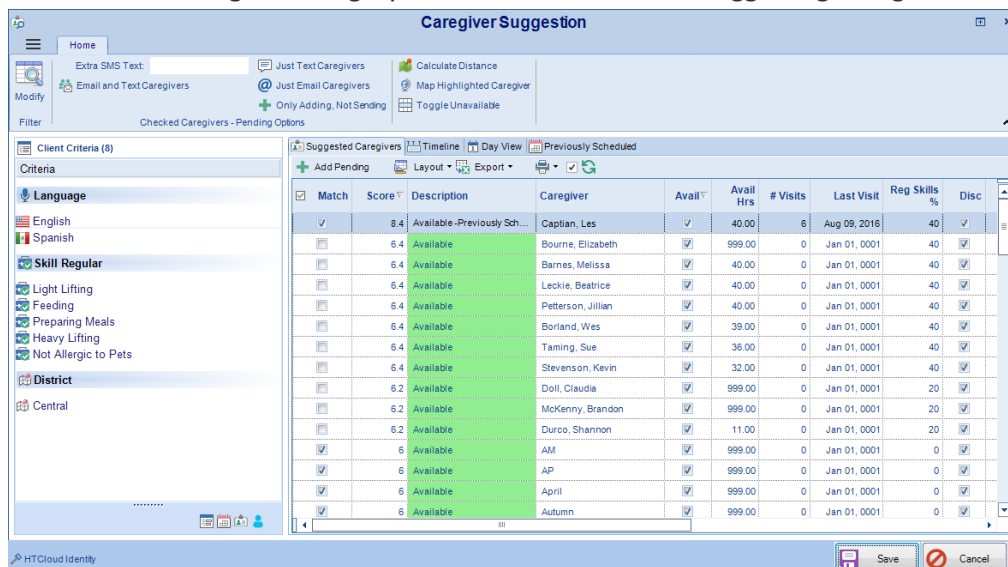 Caregiver Suggestion
Home
Extra SMS Text:
Just Text Caregivers
Calculate Distance
Modify
Email and Text Caregivers
Just Email Caregivers
Map Highlighted Caregiver
Only Adding, Not Sending
Toggle Unavailable
Filter
Checked Caregivers - Pending Options
Client Criteria (8)
Criteria
Language
English
Spanish
Skill Regular
Light Lifting
Feeding
Preparing Meals
Heavy Lifting
Not Allergic to Pets
District
Central
Suggested Caregivers Timeline Day View Previously Scheduled
Add Pending Layout Export
Match Score Description Caregiver Avail Avail Hrs # Visits Last Visit Reg Skills % Disc
8.4 Available -Previously Sch... Captian, Les 40.00 6 Aug 09, 2016 40
6.4 Available Bourne, Elizabeth 999.00 0 Jan 01, 0001 40
6.4 Available Barnes, Melissa 40.00 0 Jan 01, 0001 40
6.4 Available Leckie, Beatrice 40.00 0 Jan 01, 0001 40
6.4 Available Petterson, Jillian 40.00 0 Jan 01, 0001 40
6.4 Available Borland, Wes 39.00 0 Jan 01, 0001 40
6.4 Available Taming, Sue 36.00 0 Jan 01, 0001 40
6.4 Available Stevenson, Kevin 32.00 0 Jan 01, 0001 40
6.2 Available Doll, Claudia 999.00 0 Jan 01, 0001 20
6.2 Available McKenny, Brandon 999.00 0 Jan 01, 0001 20
6.2 Available Durco, Shannon 11.00 0 Jan 01, 0001 20
6 Available AM 999.00 0 Jan 01, 0001 0
6 Available AP 999.00 0 Jan 01, 0001 0
6 Available April 999.00 0 Jan 01, 0001 0
6 Available Autumn 999.00 0 Jan 01, 0001 0
HTCloud Identity
Save
Cancel